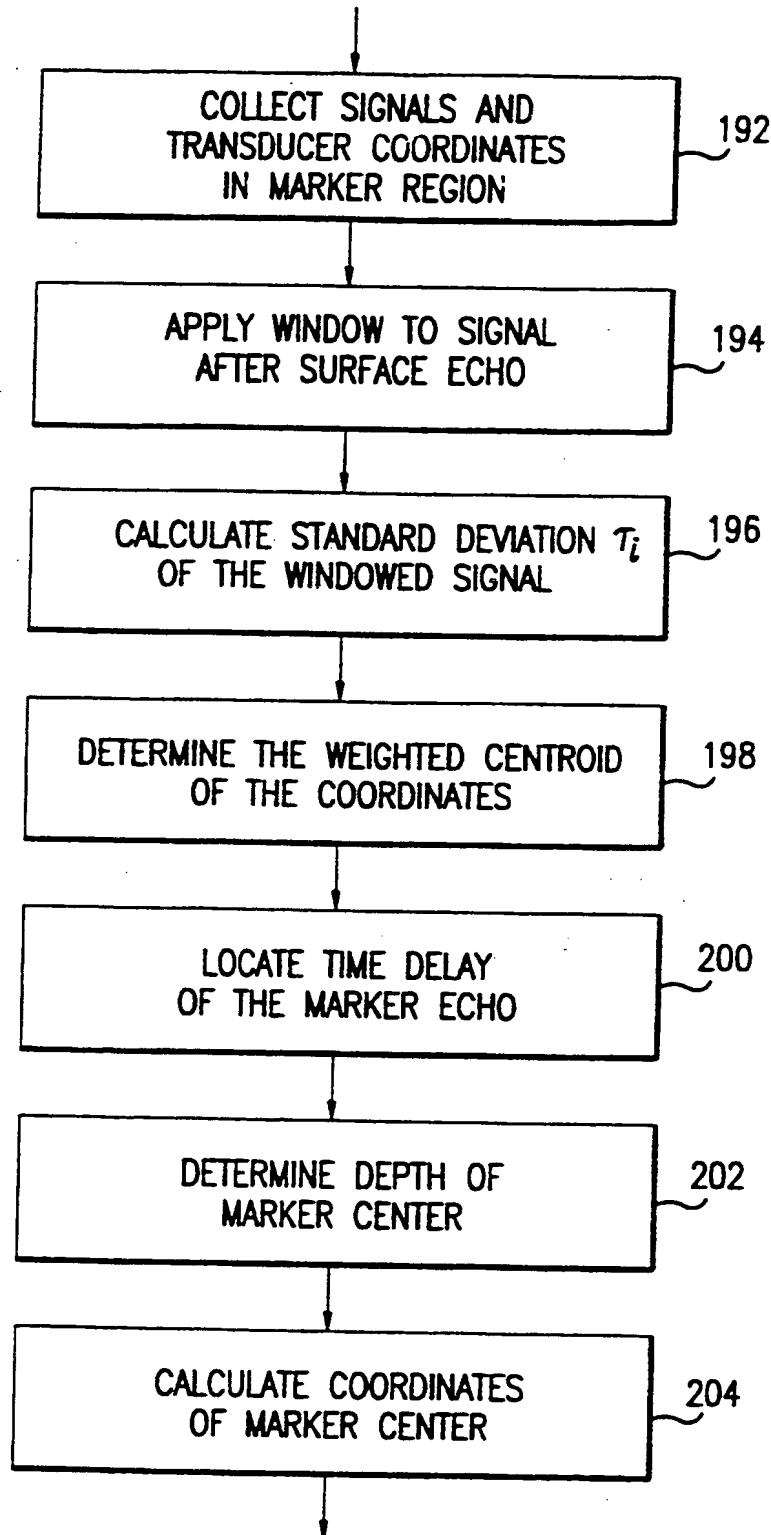 COLLECT SIGNALS AND
TRANSDUCER COORDINATES
IN MARKER REGION
192
APPLY WINDOW TO SIGNAL
AFTER SURFACE ECHO
194
CALCULATE STANDARD DEVIATION τi
OF THE WINDOWED SIGNAL
196
DETERMINE THE WEIGHTED CENTROID
OF THE COORDINATES
198
LOCATE TIME DELAY
OF THE MARKER ECHO
200
DETERMINE DEPTH OF
MARKER CENTER
202
CALCULATE COORDINATES
OF MARKER CENTER
204